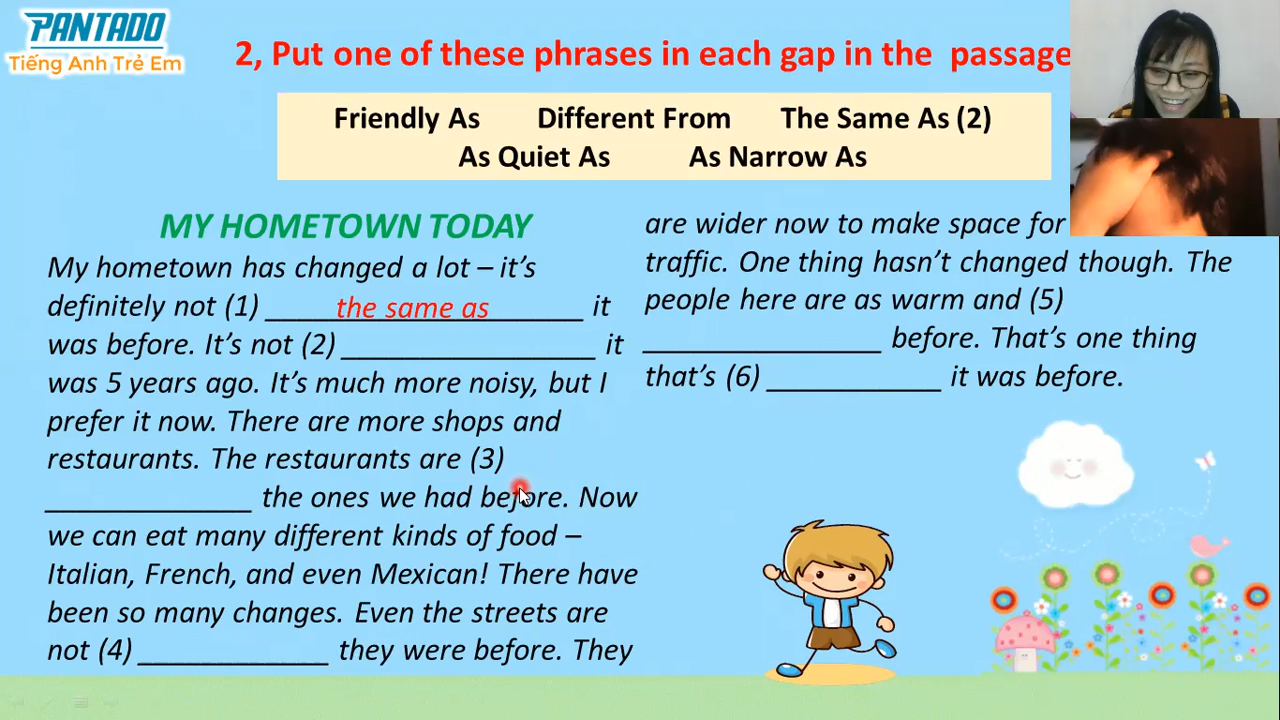 PANTADO
Tiếng Anh Trẻ Em
2, Put one of these phrases in each gap in the passage
Friendly As Different From The Same As (2)
As Quiet As As Narrow As
MY HOMETOWN TODAY
My hometown has changed a lot – it's
definitely not (1) the same as it
was before. It's not (2) ________________ it
was 5 years ago. It's much more noisy, but I
prefer it now. There are more shops and
restaurants. The restaurants are (3)
_____________ the ones we had before. Now
we can eat many different kinds of food –
Italian, French, and even Mexican! There have
been so many changes. Even the streets are
not (4) ____________ they were before. They
are wider now to make space for
traffic. One thing hasn't changed though. The
people here are as warm and (5)
_______________ before. That's one thing
that's (6) ___________ it was before.